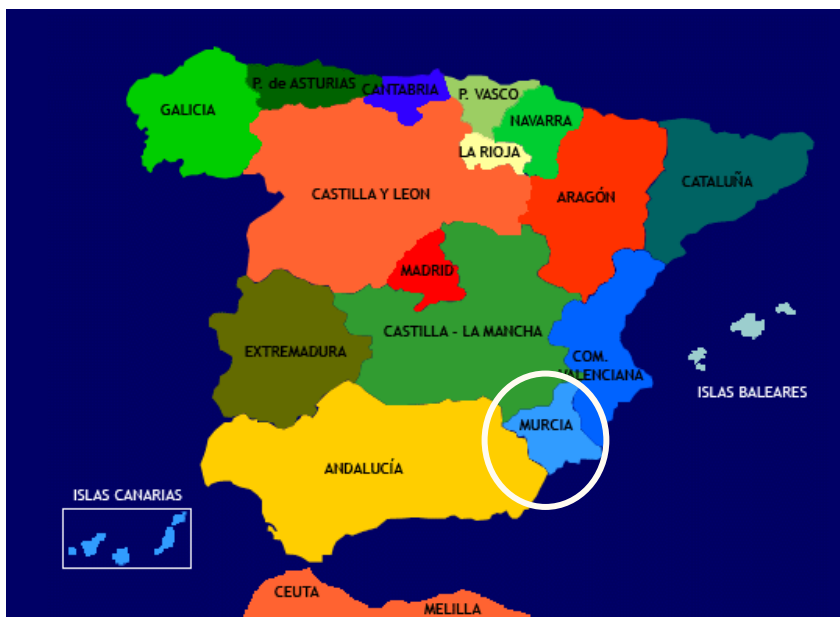 P. de ASTURIAS
CANTABRIA
P. VASCO
GALICIA
NAVARRA
LA RIOJA
CASTILLA Y LEON
ARAGÓN
CATALUÑA
MADRID
CASTILLA - LA MANCHA
EXTREMADURA
COM.
VALENCIANA
ISLAS BALEARES
MURCIA
ANDALUCÍA
ISLAS CANARIAS
CEUTA
MELILLA